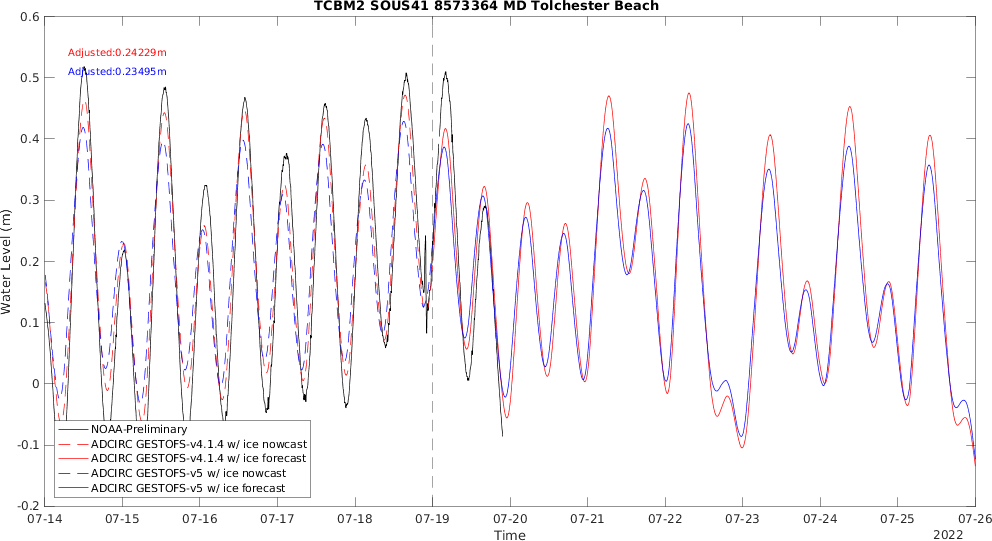 TCBM2 SOUS41 8573364 MD Tolchester Beach
0.6
Adjusted:0.24229m
Adjusted:0.23495m
0.5
0.4
0.3
0.2
0.1
0
-0.1
-0.2
Water Level (m)
NOAA-Preliminary
ADCIRC GESTOFS-v4.1.4 w/ ice nowcast
ADCIRC GESTOFS-v4.1.4 w/ ice forecast
ADCIRC GESTOFS-v5 w/ ice nowcast
ADCIRC GESTOFS-v5 w/ ice forecast
07-14 07-15 07-16 07-17 07-18 07-19 07-20 07-21 07-22 07-23 07-24 07-25 07-26
Time
2022